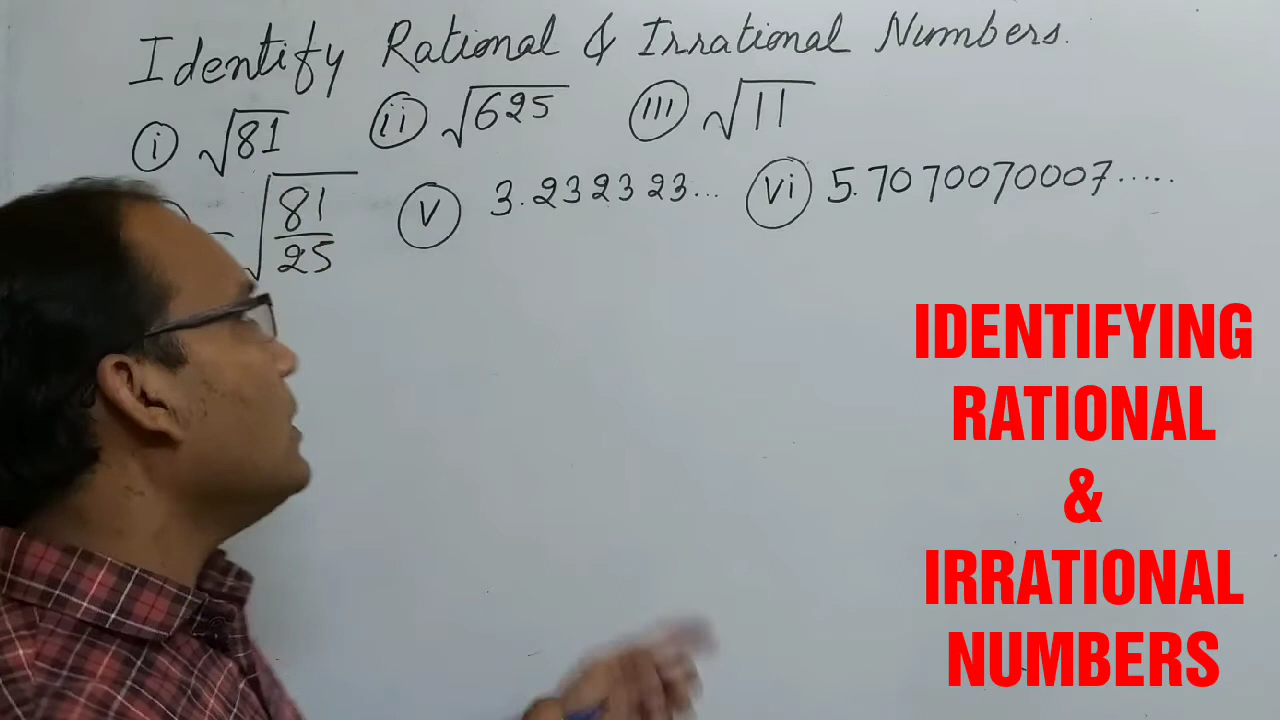 Identify Rational & Irrational Numbers.
i √81 ii √625 iii √11
-√81/25 v 3.232323... vi 5.7070070007.....
IDENTIFYING
RATIONAL
&
IRRATIONAL
NUMBERS